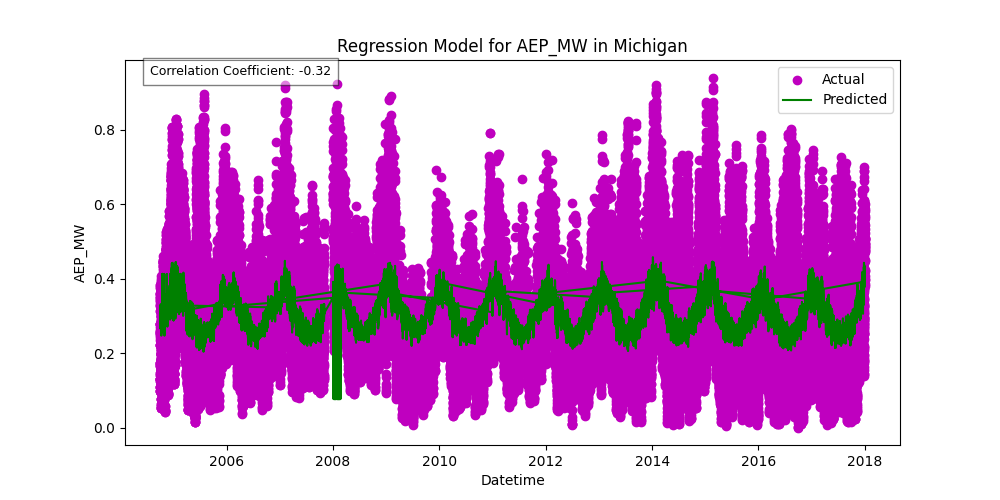 Regression Model for AEP_MW in Michigan
Correlation Coefficient: -0.32
Actual
Predicted
0.8
0.6
0.4
0.2
0.0
AEP_MW
2006 2008 2010 2012 2014 2016 2018
Datetime